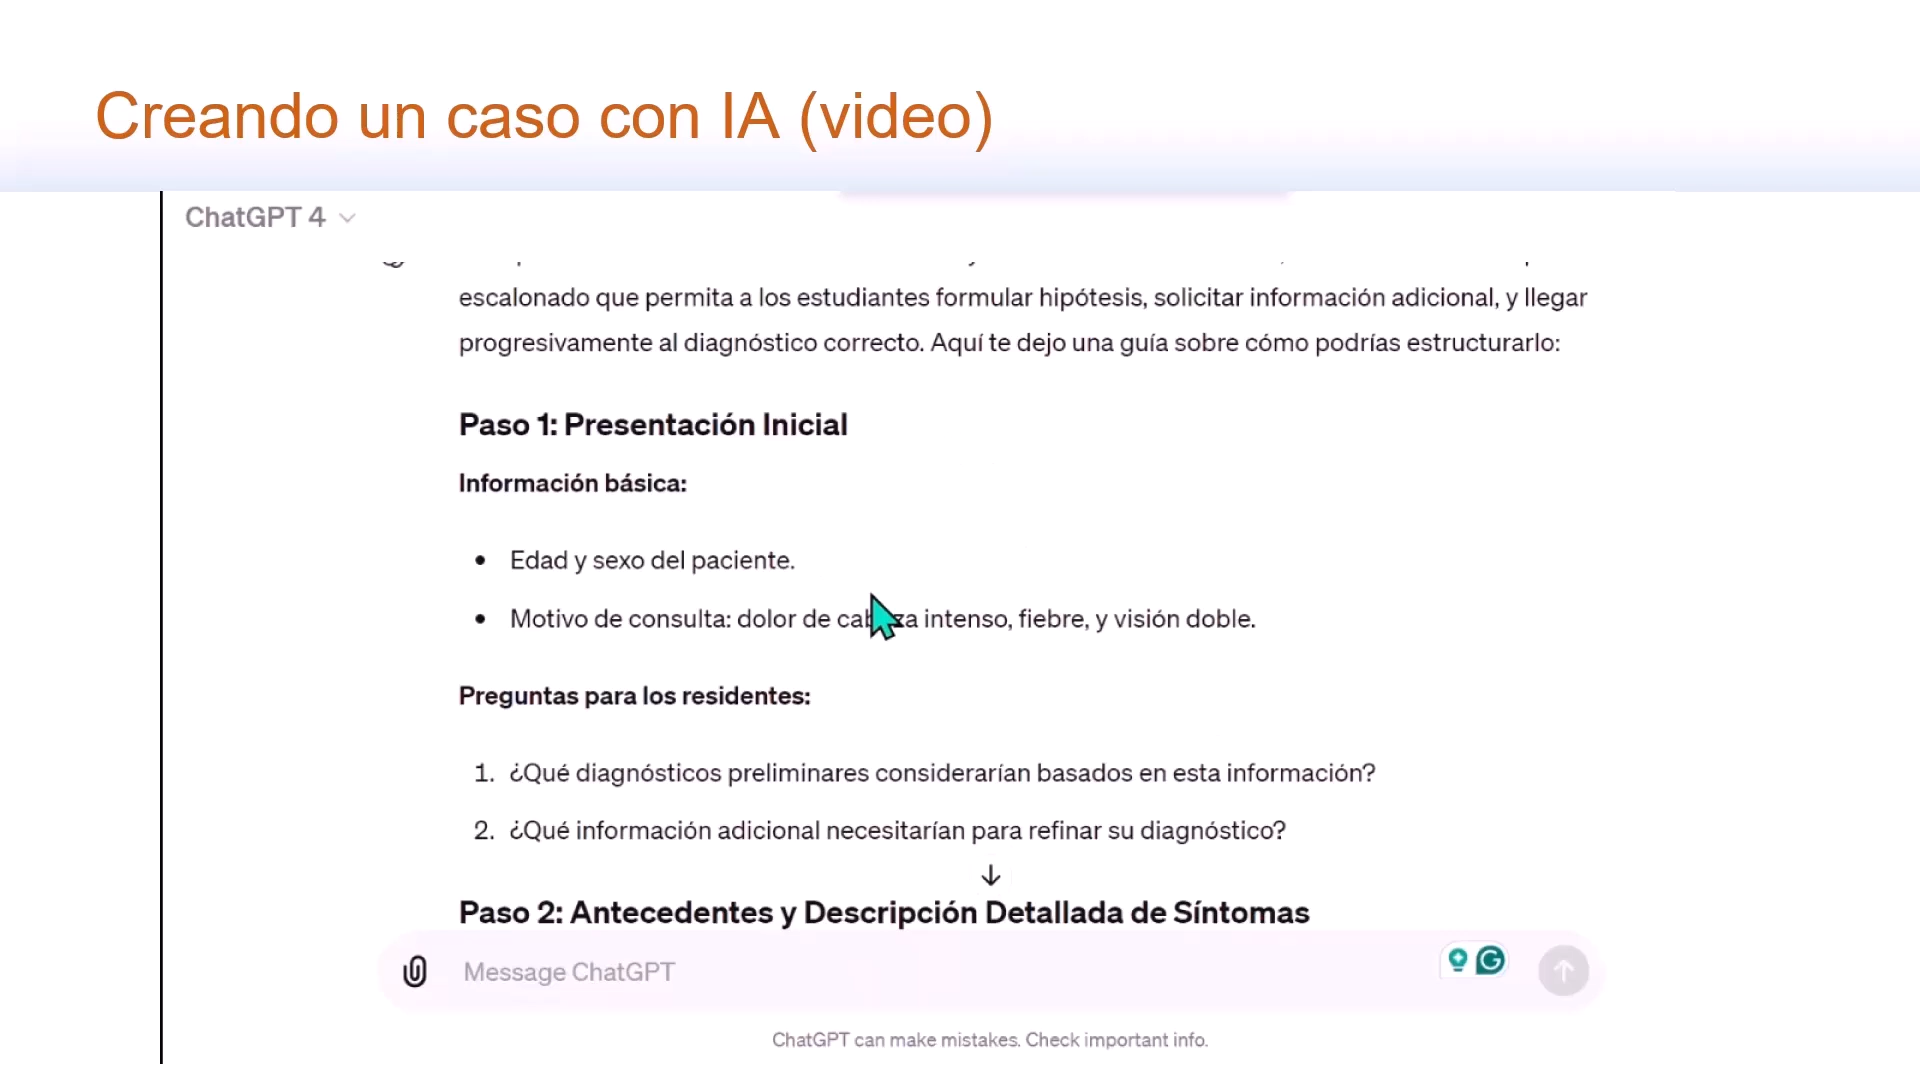 Creando un caso con IA (video)
ChatGPT 4
escalonado que permita a los estudiantes formular hipótesis, solicitar información adicional, y llegar
progresivamente al diagnóstico correcto. Aquí te dejo una guía sobre cómo podrías estructurarlo:
Paso 1: Presentación Inicial
Información básica:
• Edad y sexo del paciente.
• Motivo de consulta: dolor de cabeza intenso, fiebre, y visión doble.
Preguntas para los residentes:
1. ¿Qué diagnósticos preliminares considerarían basados en esta información?
2. ¿Qué información adicional necesitarían para refinar su diagnóstico?
Paso 2: Antecedentes y Descripción Detallada de Síntomas
Message ChatGPT
ChatGPT can make mistakes. Check important info.